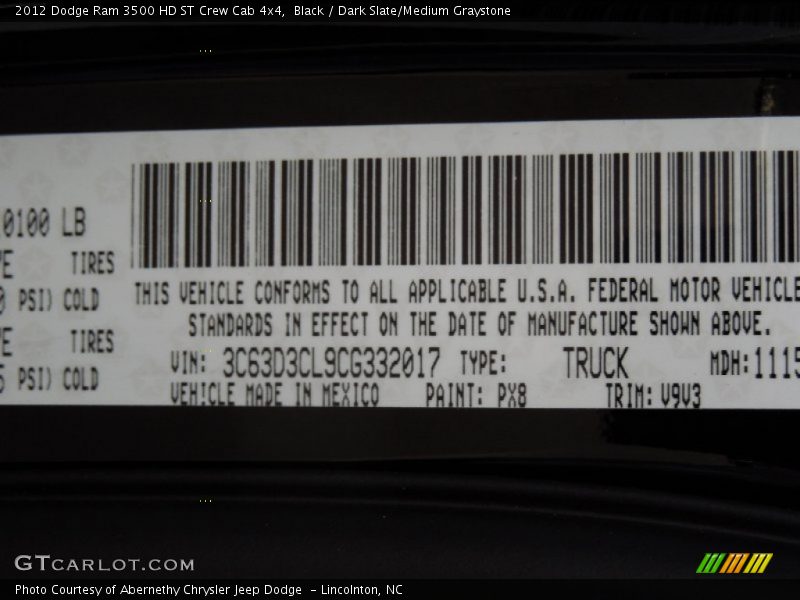 2012 Dodge Ram 3500 HD ST Crew Cab 4x4, Black / Dark Slate/Medium Graystone
0100 LB
TIRES
PSI) COLD
TIRES
PSI) COLD
THIS VEHICLE CONFORMS TO ALL APPLICABLE U.S.A. FEDERAL MOTOR VEHICLE
STANDARDS IN EFFECT ON THE DATE OF MANUFACTURE SHOWN ABOVE.
VIN: 3C63D3CL9CG332017 TYPE: TRUCK MDH: 1115
VEHICLE MADE IN MEXICO PAINT: PX8 TRIM: V9V3
GTCARLOT.COM
Photo Courtesy of Abernethy Chrysler Jeep Dodge - Lincolnton, NC